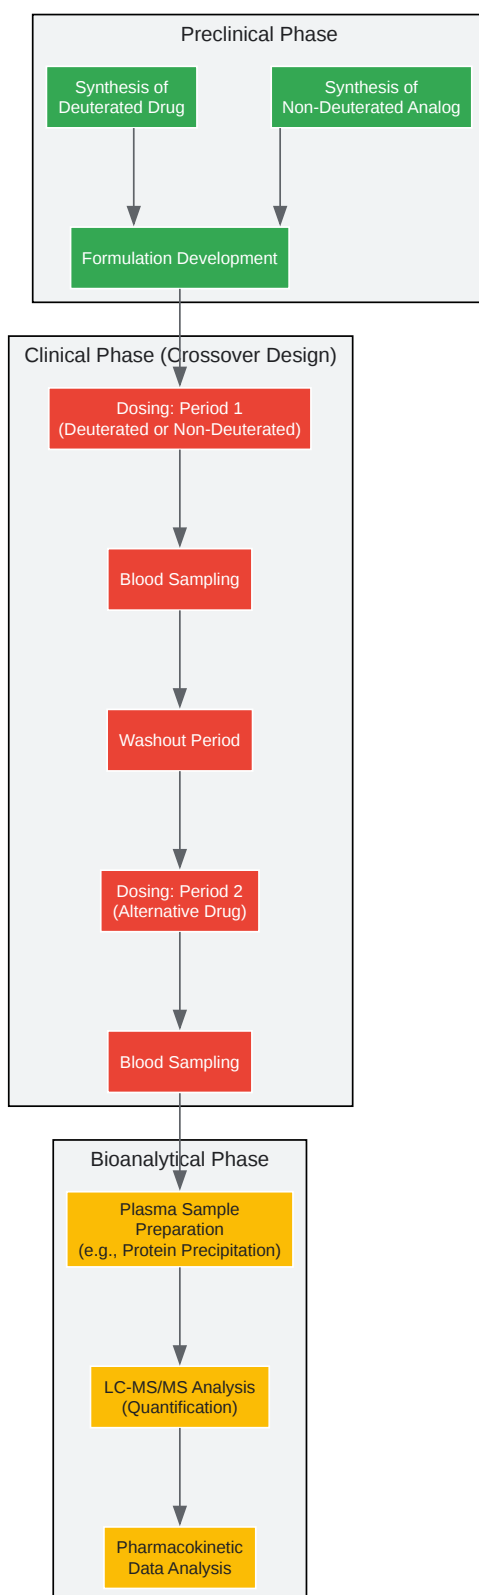 Preclinical Phase
Synthesis of
Deuterated Drug
Synthesis of
Non-Deuterated Analog
Formulation Development
Clinical Phase (Crossover Design)
Dosing: Period 1
(Deuterated or Non-Deuterated)
Blood Sampling
Washout Period
Dosing: Period 2
(Alternative Drug)
Blood Sampling
Bioanalytical Phase
Plasma Sample
Preparation
(e.g., Protein Precipitation)
LC-MS/MS Analysis
(Quantification)
Pharmacokinetic
Data Analysis